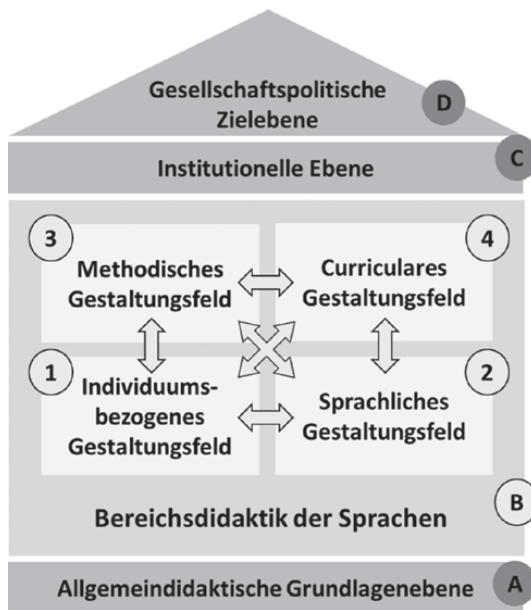 Gesellschaftspolitische
Zielebene
D
Institutionelle Ebene
C
3
Methodisches
Gestaltungsfeld
4
Curriculares
Gestaltungsfeld
1
Individuums-
bezogenes
Gestaltungsfeld
2
Sprachliches
Gestaltungsfeld
Bereichsdidaktik der Sprachen
B
Allgemeindidaktische Grundlagenebene
A